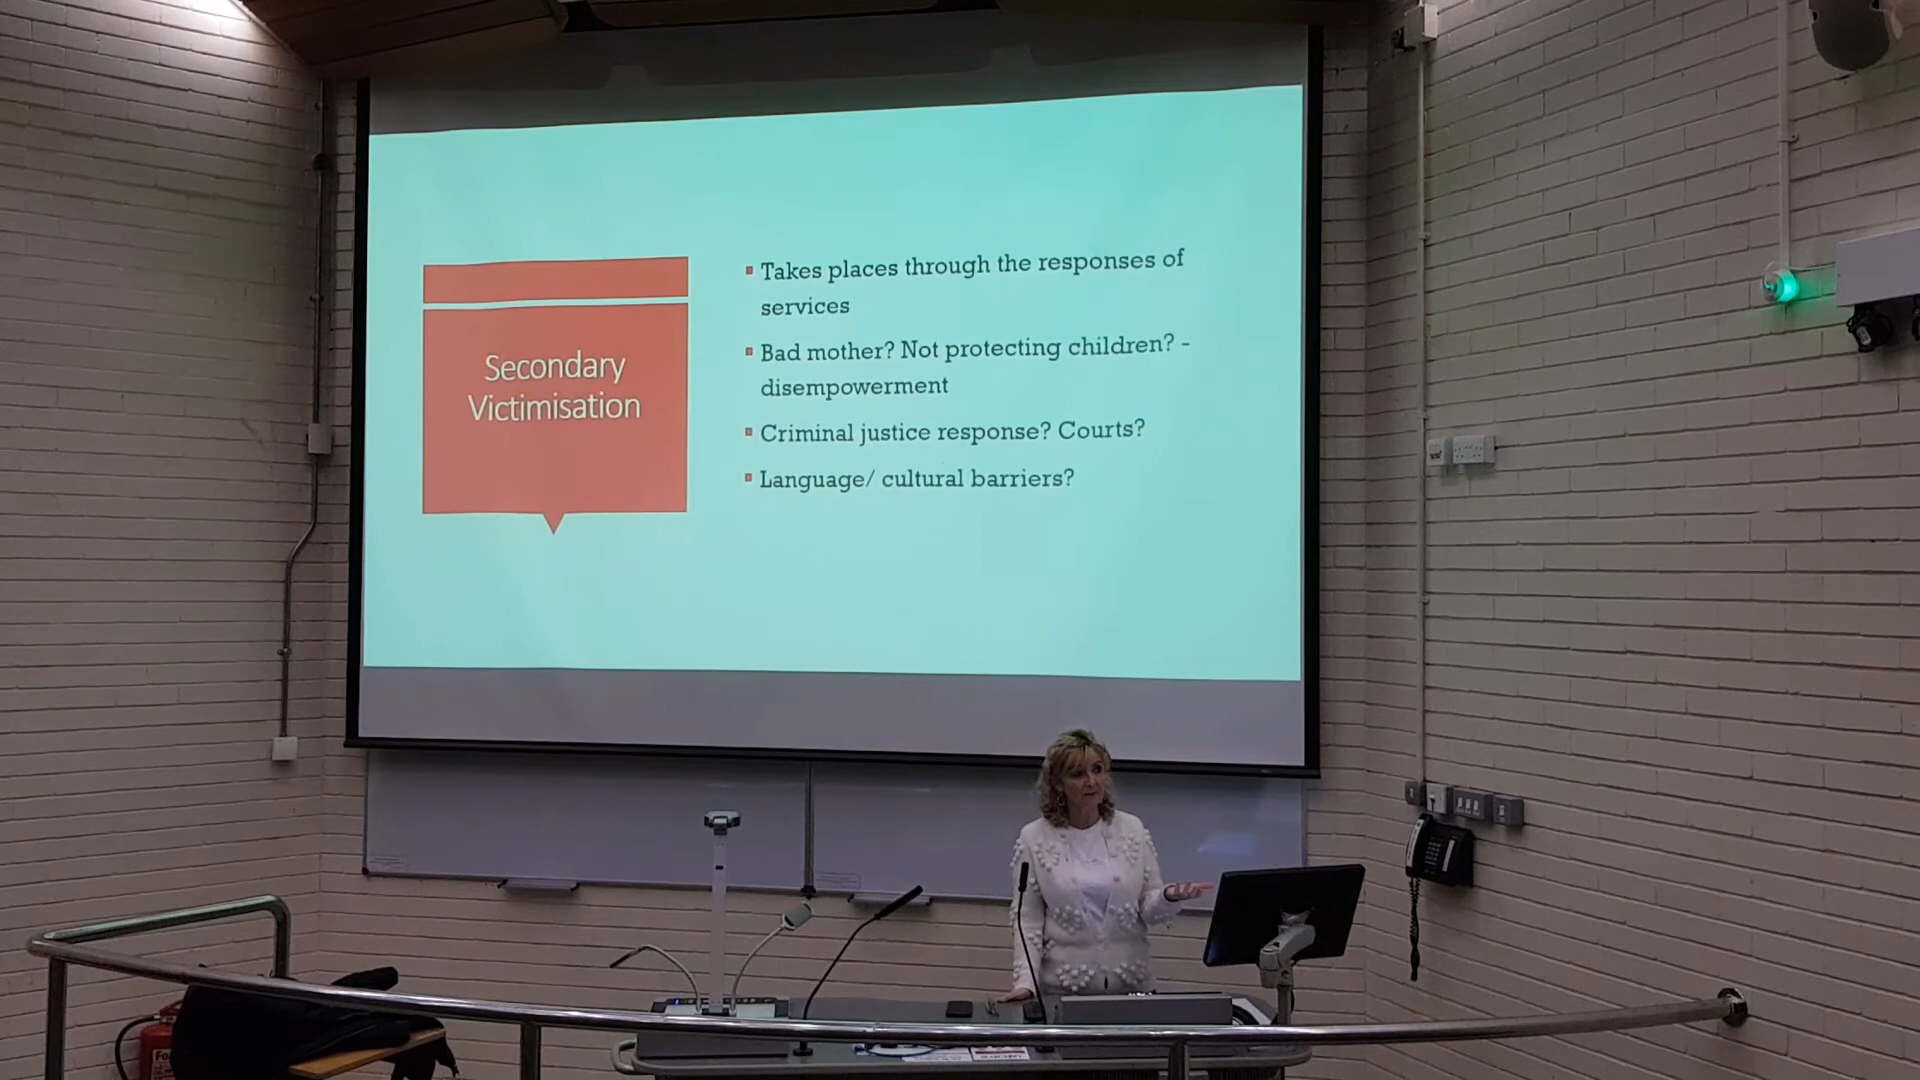 Secondary
Victimisation
▪ Takes places through the responses of
services
▪ Bad mother? Not protecting children? -
disempowerment
▪ Criminal justice response? Courts?
▪ Language/ cultural barriers?